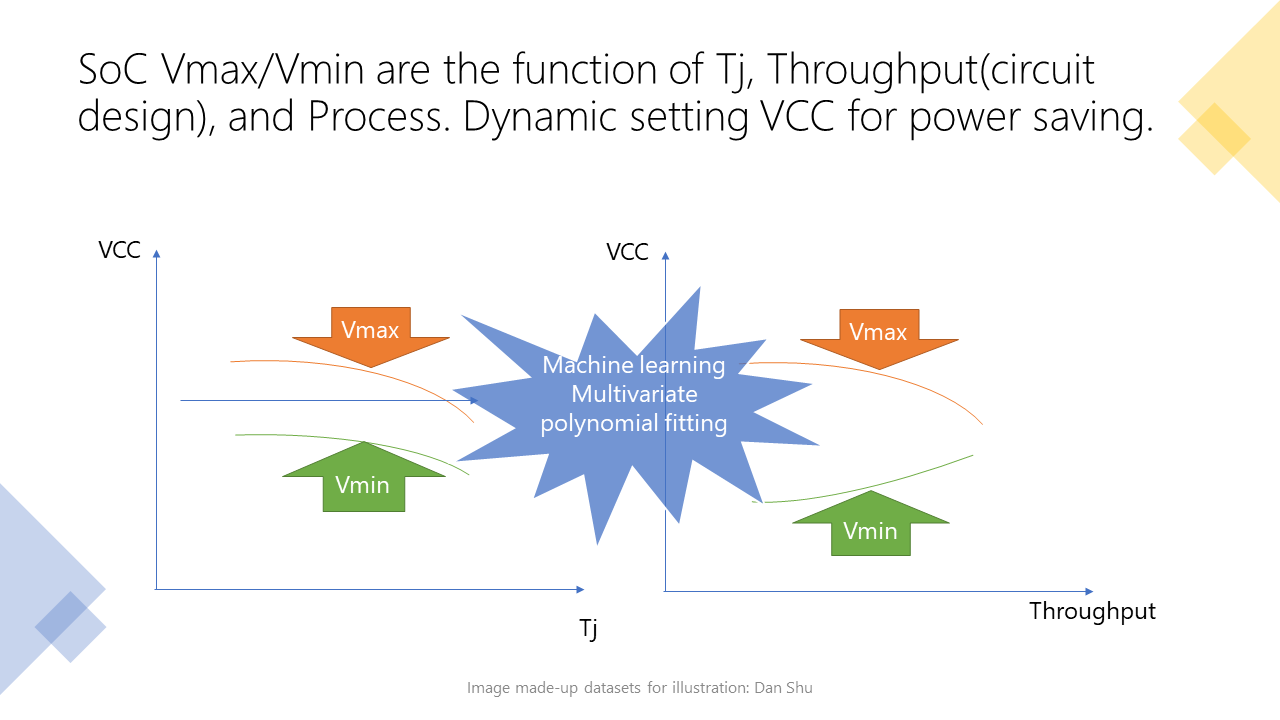 SoC Vmax/Vmin are the function of Tj, Throughput(circuit
design), and Process. Dynamic setting VCC for power saving.
VCC
Vmax
Vmin
Tj
Machine learning
Multivariate
polynomial fitting
VCC
Vmax
Vmin
Throughput
Image made-up datasets for illustration: Dan Shu